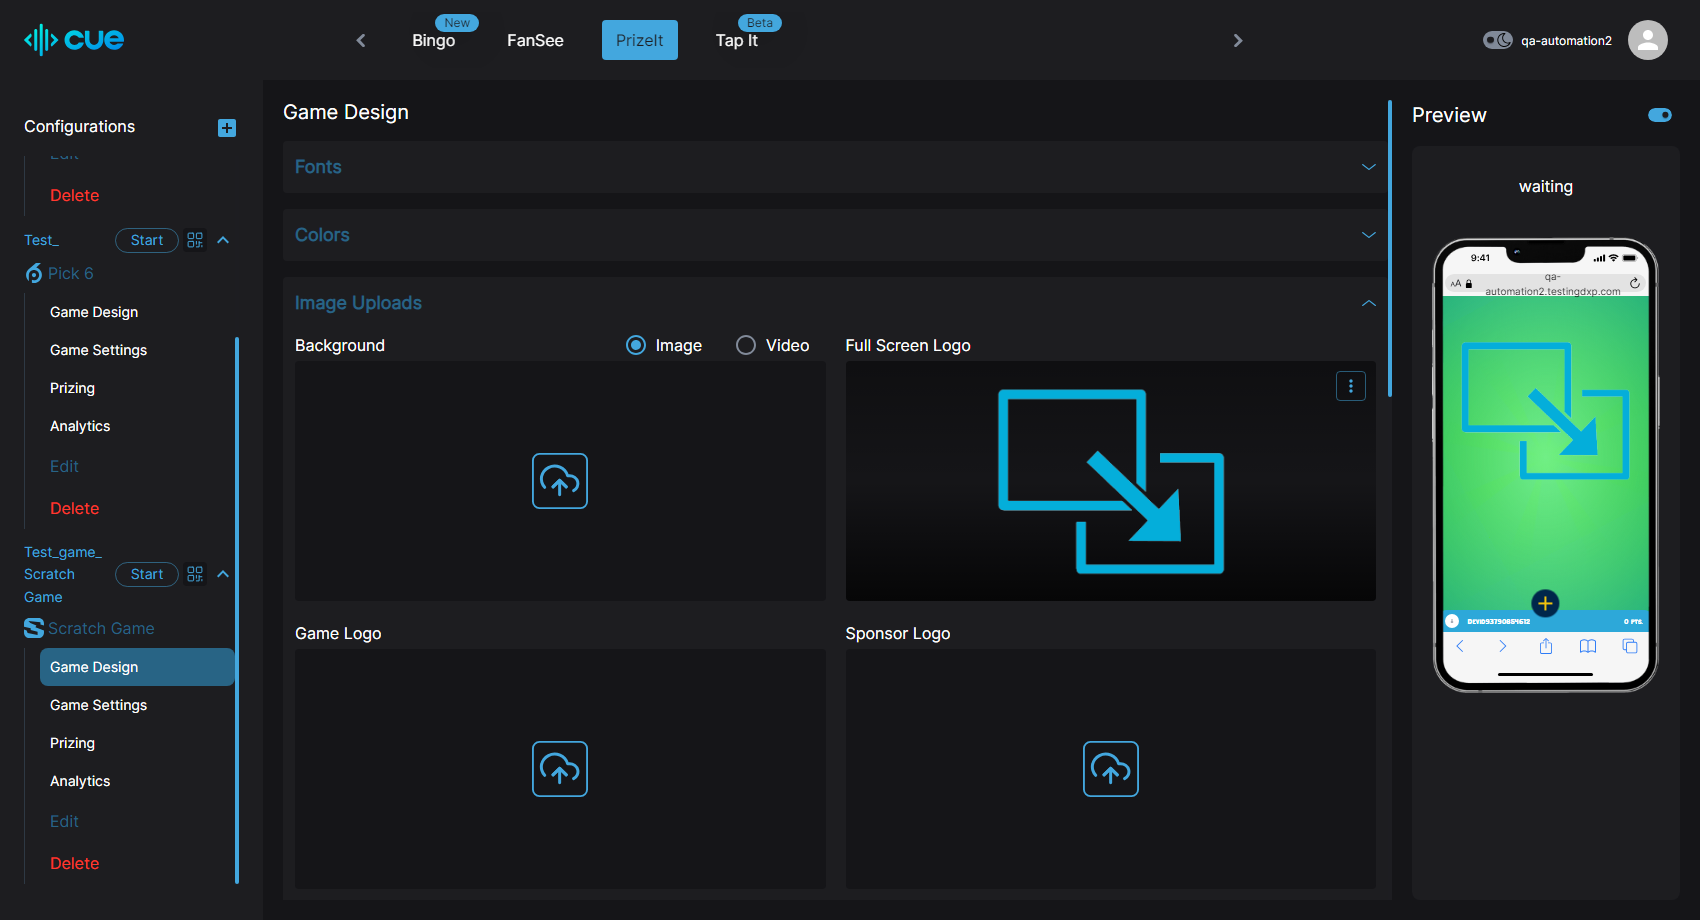 cue
New
Bingo
FanSee
PrizeIt
Beta
Tap It
qa-automation2
Configurations
Edit
Delete
Test_
Start
Pick 6
Game Design
Game Settings
Prizing
Analytics
Edit
Delete
Test_game_
Scratch
Game
Start
Scratch Game
Game Design
Game Settings
Prizing
Analytics
Edit
Delete
Game Design
Fonts
Colors
Image Uploads
Background
Image
Video
Full Screen Logo
Game Logo
Sponsor Logo
Preview
waiting
9:41
AA
qa-
automation2.testingdxp.com
0 PTS.